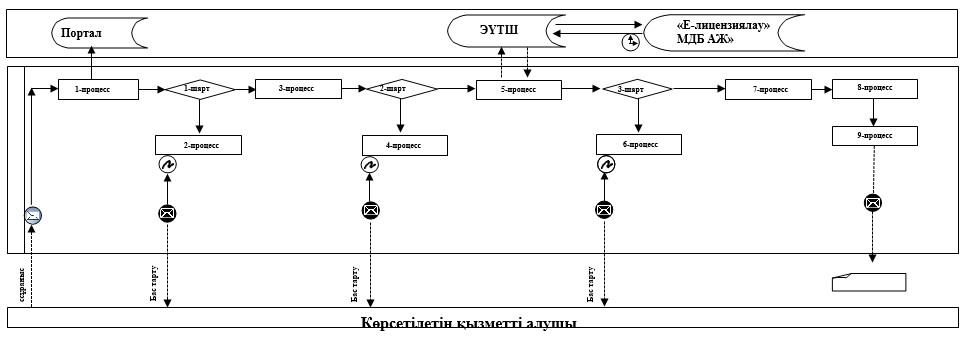 Портал
ЭҮТШ
«Е-лицензиялау»
МДБ АЖ»
1-процесс
1-шарт
3-процесс
2-шарт
5-процесс
3-шарт
7-процесс
8-процесс
2-процесс
4-процесс
6-процесс
9-процесс
сұраныс
Бас тарту
Бас тарту
Бас тарту
Көрсетілетін қызметті алушы